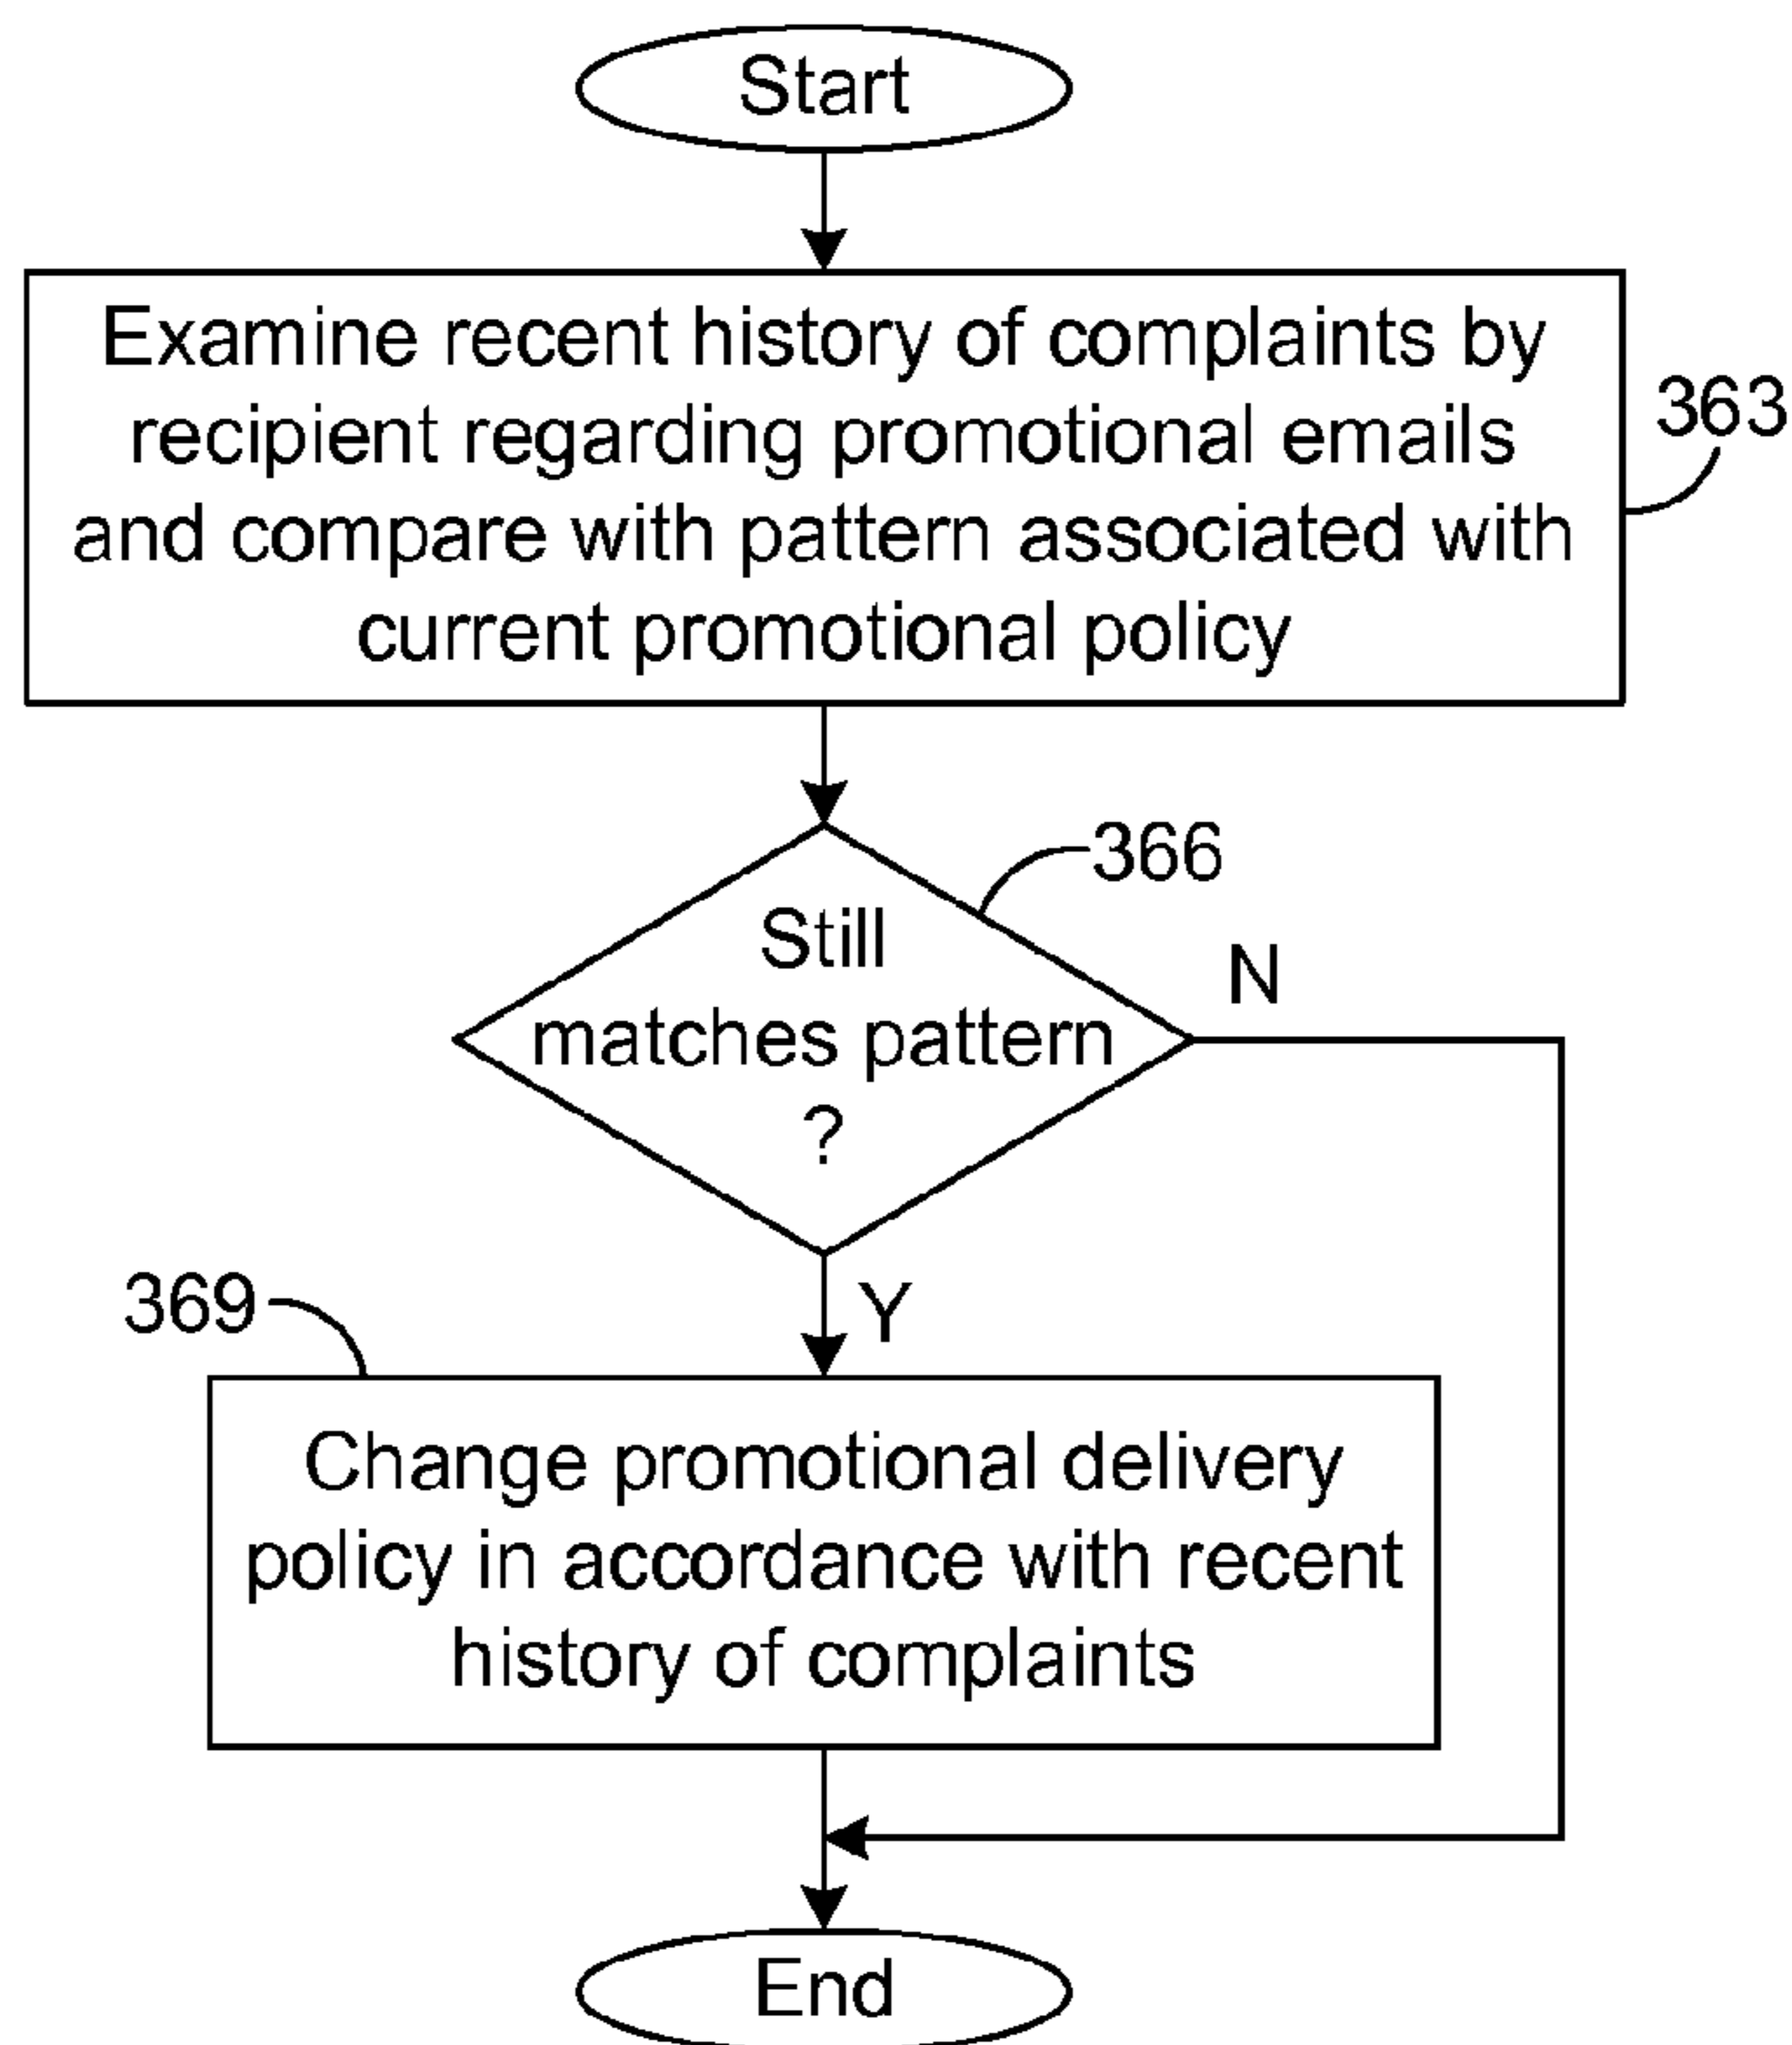 Start
Examine recent history of complaints by
recipient regarding promotional emails
and compare with pattern associated with
current promotional policy
363
366
Still
matches pattern
?
N
Y
369
Change promotional delivery
policy in accordance with recent
history of complaints
End